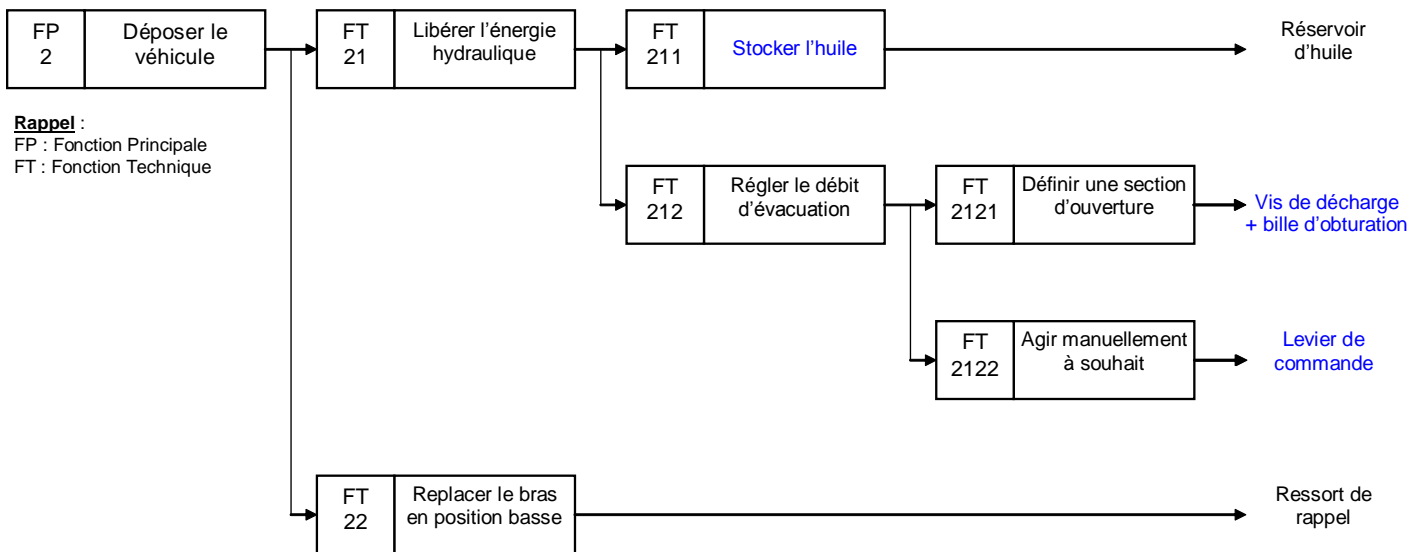 FP
2
Déposer le
véhicule
FT
21
Libérer l’énergie
hydraulique
FT
211
Stocker l’huile
Réservoir
d’huile
Rappel :
FP : Fonction Principale
FT : Fonction Technique
FT
212
Régler le débit
d’évacuation
FT
2121
Définir une section
d’ouverture
Vis de décharge
+ bille d’obturation
FT
2122
Agir manuellement
à souhait
Levier de
commande
FT
22
Replacer le bras
en position basse
Ressort de
rappel